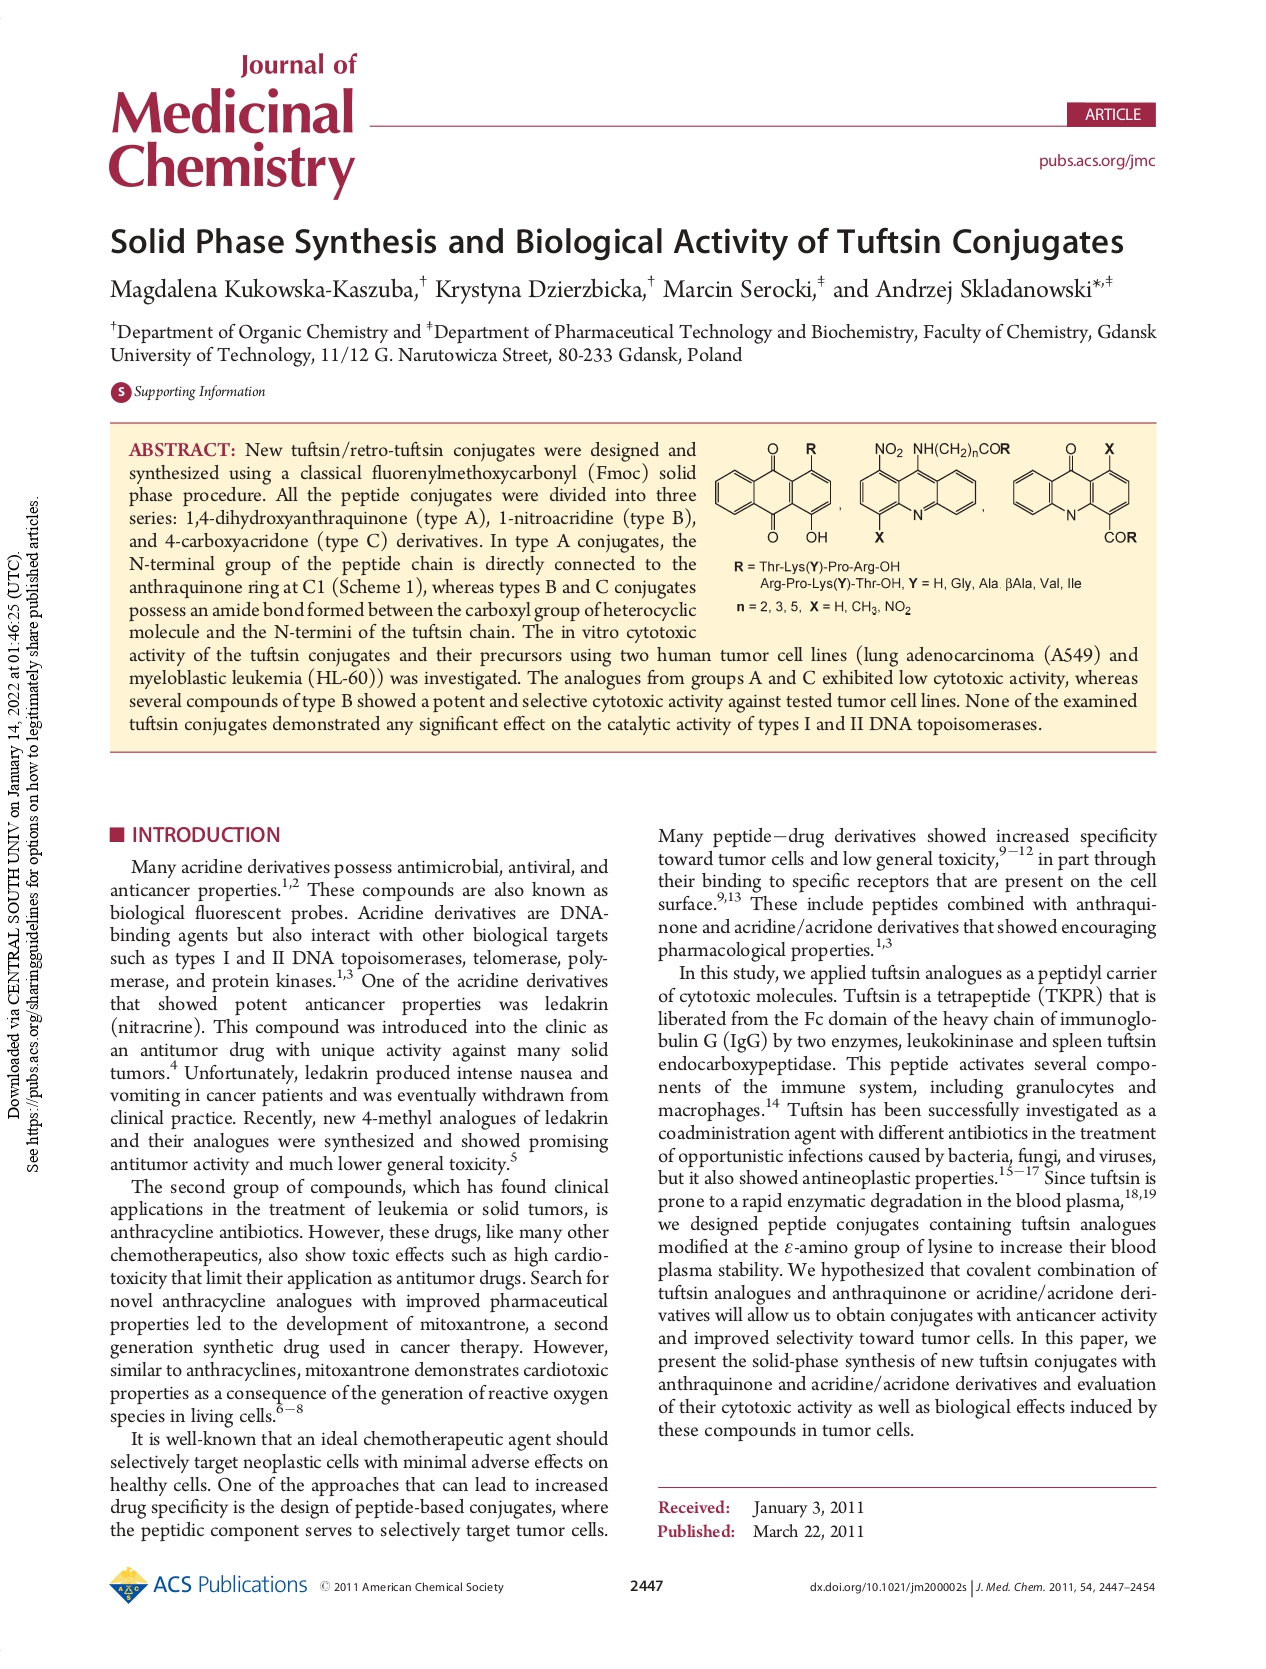 Journal of
Medicinal
Chemistry
ARTICLE
pubs.acs.org/jmc
Solid Phase Synthesis and Biological Activity of Tuftsin Conjugates
Magdalena Kukowska-Kaszuba,† Krystyna Dzierzbicka,† Marcin Serocki,‡ and Andrzej Skladanowski*,‡
†Department of Organic Chemistry and ‡Department of Pharmaceutical Technology and Biochemistry, Faculty of Chemistry, Gdansk
University of Technology, 11/12 G. Narutowicza Street, 80-233 Gdansk, Poland
S Supporting Information
ABSTRACT: New tuftsin/retro-tuftsin conjugates were designed and
synthesized using a classical fluorenylmethoxycarbonyl (Fmoc) solid
phase procedure. All the peptide conjugates were divided into three
series: 1,4-dihydroxyanthraquinone (type A), 1-nitroacridine (type B),
and 4-carboxyacridone (type C) derivatives. In type A conjugates, the
N-terminal group of the peptide chain is directly connected to the
anthraquinone ring at C1 (Scheme 1), whereas types B and C conjugates
possess an amide bond formed between the carboxyl group of heterocyclic
molecule and the N-termini of the tuftsin chain. The in vitro cytotoxic
activity of the tuftsin conjugates and their precursors using two human tumor cell lines (lung adenocarcinoma (A549) and
myeloblastic leukemia (HL-60)) was investigated. The analogues from groups A and C exhibited low cytotoxic activity, whereas
several compounds of type B showed a potent and selective cytotoxic activity against tested tumor cell lines. None of the examined
tuftsin conjugates demonstrated any significant effect on the catalytic activity of types I and II DNA topoisomerases.
O R NO2 NH(CH2)nCOR O X
N , N
O OH , X COR
R = Thr-Lys(Y)-Pro-Arg-OH
Arg-Pro-Lys(Y)-Thr-OH, Y = H, Gly, Ala. βAla, Val, Ile
n = 2, 3, 5, X = H, CH3, NO2
INTRODUCTION
Many acridine derivatives possess antimicrobial, antiviral, and
anticancer properties.1,2 These compounds are also known as
biological fluorescent probes. Acridine derivatives are DNA-
binding agents but also interact with other biological targets
such as types I and II DNA topoisomerases, telomerase, poly-
merase, and protein kinases.1,3 One of the acridine derivatives
that showed potent anticancer properties was ledakrin
(nitracrine). This compound was introduced into the clinic as
an antitumor drug with unique activity against many solid
tumors.4 Unfortunately, ledakrin produced intense nausea and
vomiting in cancer patients and was eventually withdrawn from
clinical practice. Recently, new 4-methyl analogues of ledakrin
and their analogues were synthesized and showed promising
antitumor activity and much lower general toxicity.5
The second group of compounds, which has found clinical
applications in the treatment of leukemia or solid tumors, is
anthracycline antibiotics. However, these drugs, like many other
chemotherapeutics, also show toxic effects such as high cardio-
toxicity that limit their application as antitumor drugs. Search for
novel anthracycline analogues with improved pharmaceutical
properties led to the development of mitoxantrone, a second
generation synthetic drug used in cancer therapy. However,
similar to anthracyclines, mitoxantrone demonstrates cardiotoxic
properties as a consequence of the generation of reactive oxygen
species in living cells.6−8
It is well-known that an ideal chemotherapeutic agent should
selectively target neoplastic cells with minimal adverse effects on
healthy cells. One of the approaches that can lead to increased
drug specificity is the design of peptide-based conjugates, where
the peptidic component serves to selectively target tumor cells.
Many peptide−drug derivatives showed increased specificity
toward tumor cells and low general toxicity,9−12 in part through
their binding to specific receptors that are present on the cell
surface.9,13 These include peptides combined with anthraqui-
none and acridine/acridone derivatives that showed encouraging
pharmacological properties.1,3
In this study, we applied tuftsin analogues as a peptidyl carrier
of cytotoxic molecules. Tuftsin is a tetrapeptide (TKPR) that is
liberated from the Fc domain of the heavy chain of immunoglo-
bulin G (IgG) by two enzymes, leukokininase and spleen tuftsin
endocarboxypeptidase. This peptide activates several compo-
nents of the immune system, including granulocytes and
macrophages.14 Tuftsin has been successfully investigated as a
coadministration agent with different antibiotics in the treatment
of opportunistic infections caused by bacteria, fungi, and viruses,
but it also showed antineoplastic properties.15−17 Since tuftsin is
prone to a rapid enzymatic degradation in the blood plasma,18,19
we designed peptide conjugates containing tuftsin analogues
modified at the ε-amino group of lysine to increase their blood
plasma stability. We hypothesized that covalent combination of
tuftsin analogues and anthraquinone or acridine/acridone deri-
vatives will allow us to obtain conjugates with anticancer activity
and improved selectivity toward tumor cells. In this paper, we
present the solid-phase synthesis of new tuftsin conjugates with
anthraquinone and acridine/acridone derivatives and evaluation
of their cytotoxic activity as well as biological effects induced by
these compounds in tumor cells.
Received: January 3, 2011
Published: March 22, 2011
ACS Publications © 2011 American Chemical Society
2447
dx.doi.org/10.1021/jm200002s | J. Med. Chem. 2011, 54, 2447–2454
Downloaded via CENTRAL SOUTH UNIV on January 14, 2022 at 01:46:25 (UTC).
See https://pubs.acs.org/sharingguidelines for options on how to legitimately share published articles.